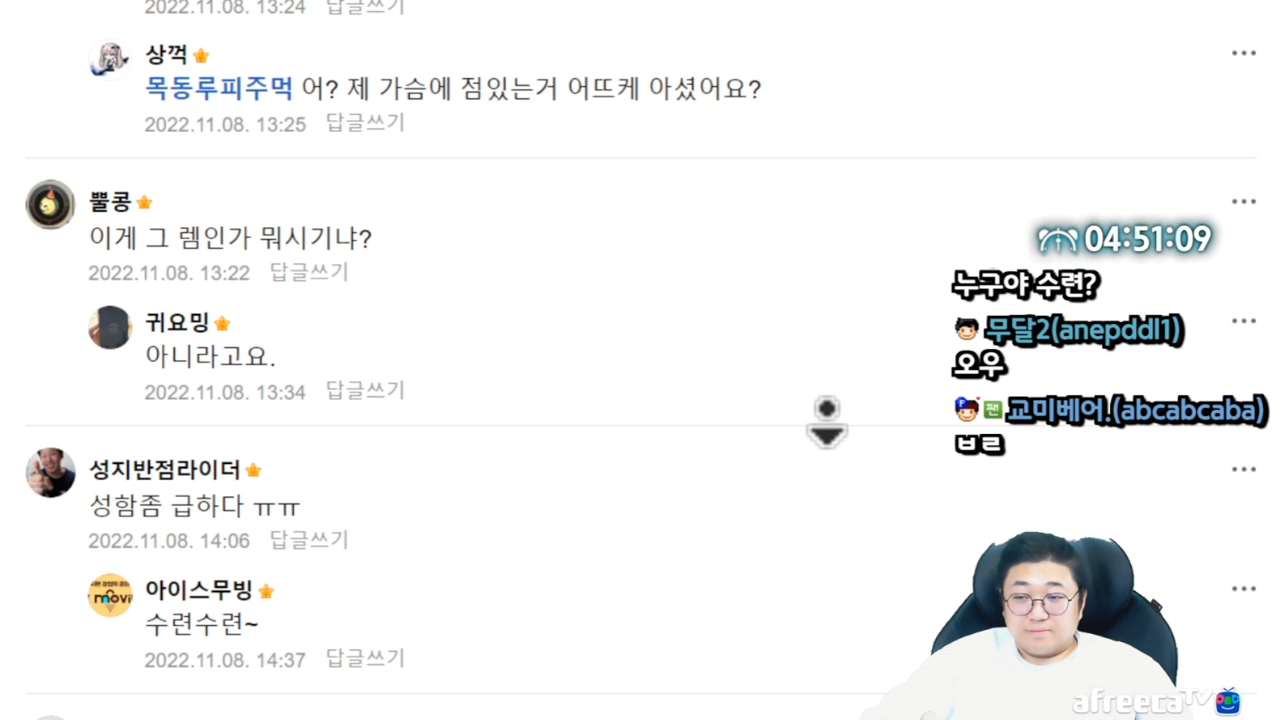 2022.11.08. 13:24 답글쓰기
상꺽
목동루피주먹 어? 제 가슴에 점있는거 어뜨케 아셨어요?
2022.11.08. 13:25 답글쓰기
뿔콩
이게 그 렘인가 뭐시기냐?
2022.11.08. 13:22 답글쓰기
귀요밍
아니라고요.
2022.11.08. 13:34 답글쓰기
성지반점라이더
성함좀 급하다 ㅠㅠ
2022.11.08. 14:06 답글쓰기
movi
아이스무빙
수련수련~
2022.11.08. 14:37 답글쓰기
04:51:09
누구야 수련?
무달2(anepddl1)
오우
F 팬 교미베어.(abcabcaba)
ㅂㄹ
afreecaTV